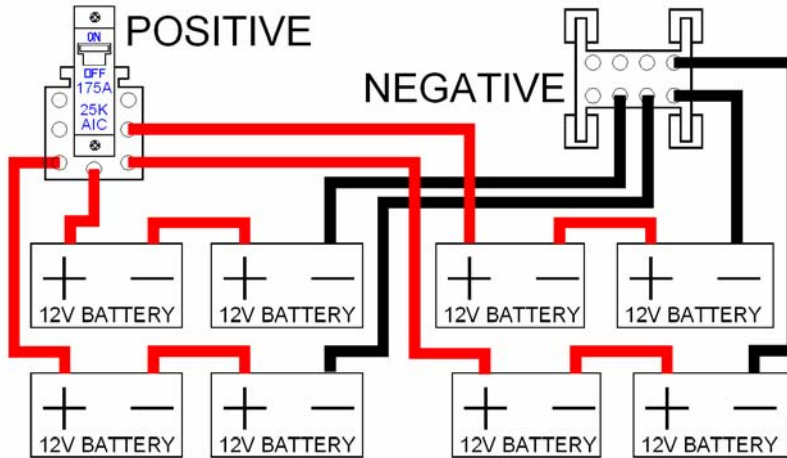 POSITIVE
ON
OFF
175A
25K
AIC
NEGATIVE
+ − + − + − + −
12V BATTERY 12V BATTERY 12V BATTERY 12V BATTERY
+ − + − + − + −
12V BATTERY 12V BATTERY 12V BATTERY 12V BATTERY